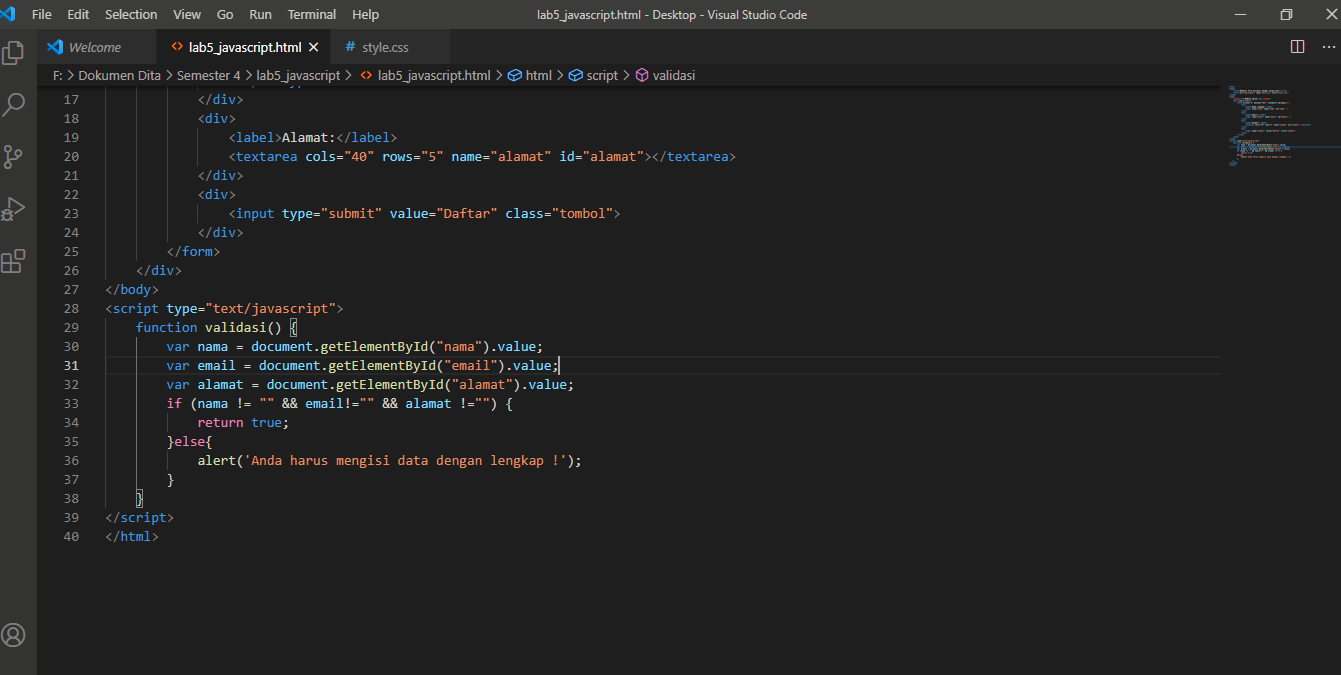 File Edit Selection View Go Run Terminal Help lab5_javascript.html - Desktop - Visual Studio Code
Welcome <> lab5_javascript.html × # style.css
F: > Dokumen Dita > Semester 4 > lab5_javascript > <> lab5_javascript.html > html > script > validasi
17 </div>
18 <div>
19 <label>Alamat:</label>
20 <textarea cols="40" rows="5" name="alamat" id="alamat"></textarea>
21 </div>
22 <div>
23 <input type="submit" value="Daftar" class="tombol">
24 </div>
25 </form>
26 </div>
27 </body>
28 <script type="text/javascript">
29 function validasi() {
30 var nama = document.getElementById("nama").value;
31 var email = document.getElementById("email").value;
32 var alamat = document.getElementById("alamat").value;
33 if (nama != "" && email!="" && alamat !="") {
34 return true;
35 }else{
36 alert('Anda harus mengisi data dengan lengkap !');
37 }
38 }
39 </script>
40 </html>